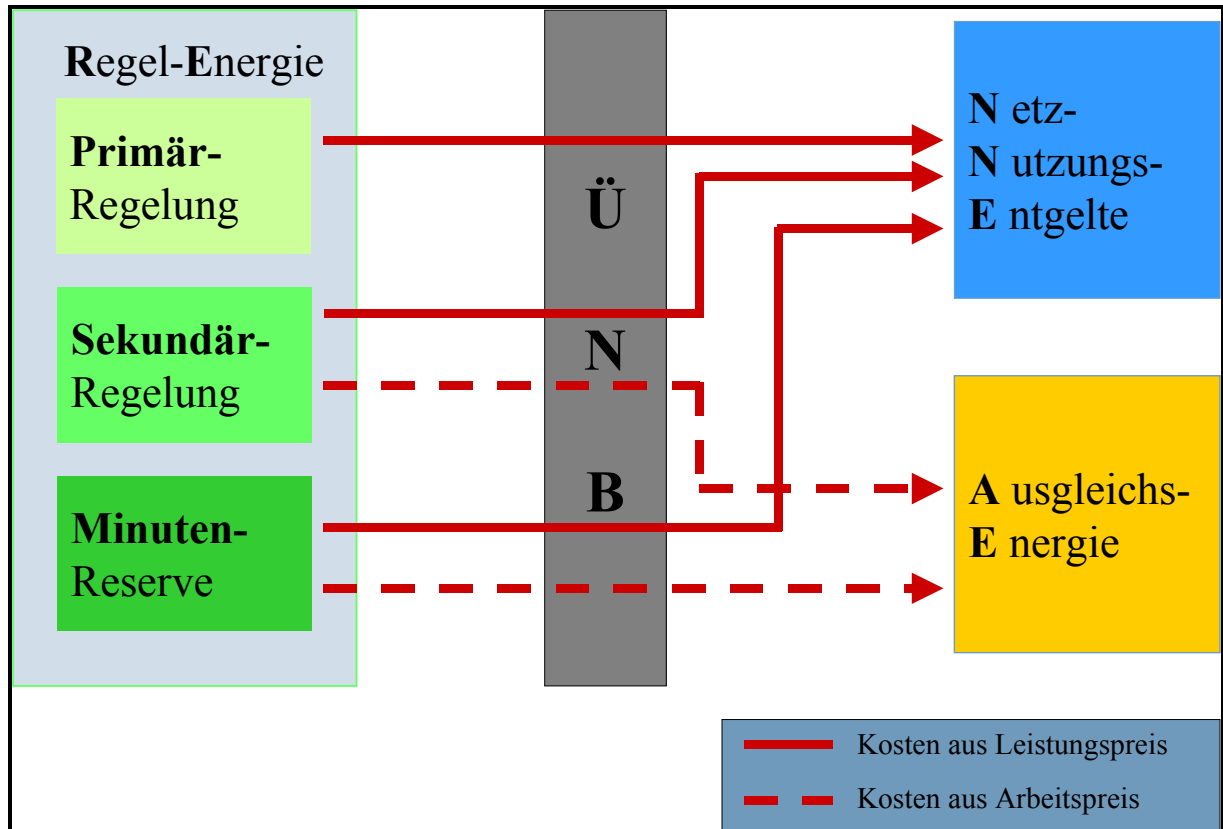 Regel-Energie
Primär-
Regelung
Sekundär-
Regelung
Minuten-
Reserve
Ü
N
B
N etz-
N utzungs-
E ntgelte
A usgleichs-
E nergie
Kosten aus Leistungspreis
Kosten aus Arbeitspreis